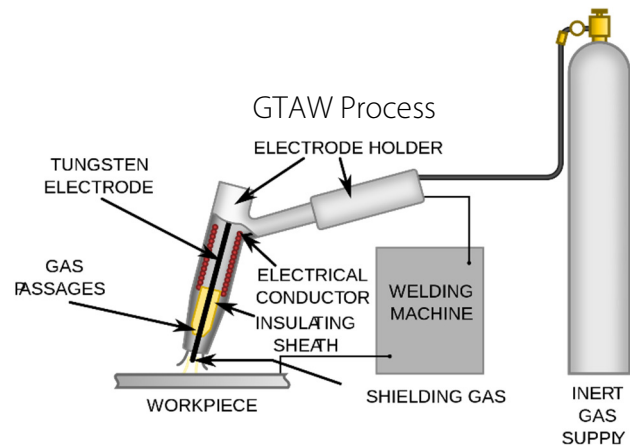 GTAW Process
ELECTRODE HOLDER
TUNGSTEN
ELECTRODE
GAS
PASSAGES
ELECTRICAL
CONDUCTOR
INSULATING
SHEATH
WELDING
MACHINE
SHIELDING GAS
WORKPIECE
INERT
GAS
SUPPLY